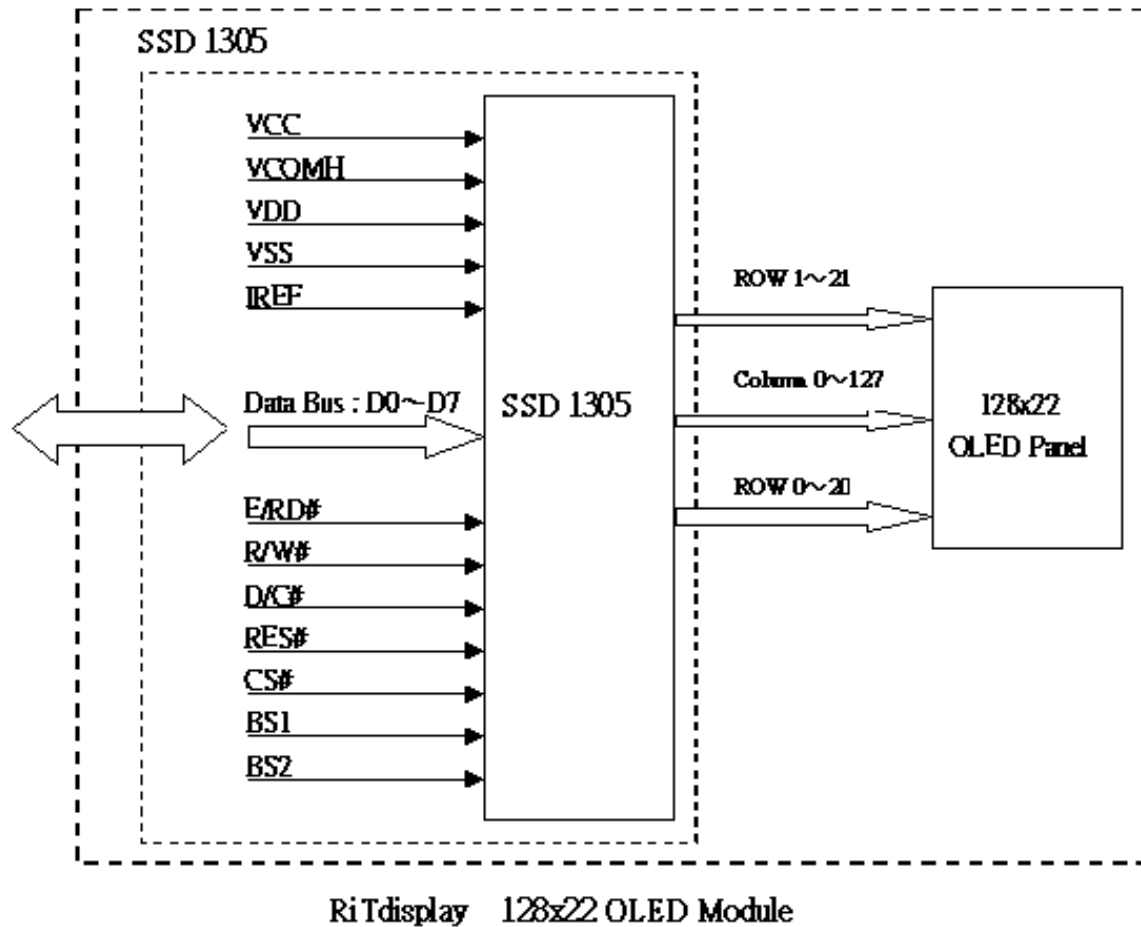 SSD 1305
VCC
VCOMH
VDD
VSS
IREF
Data Bus : D0～D7
E/RD#
R/W#
D/C#
RES#
CS#
BS1
BS2
SSD 1305
ROW 1～21
Column 0～127
ROW 0～20
128x22
OLED Panel
RiTdisplay 128x22 OLED Module